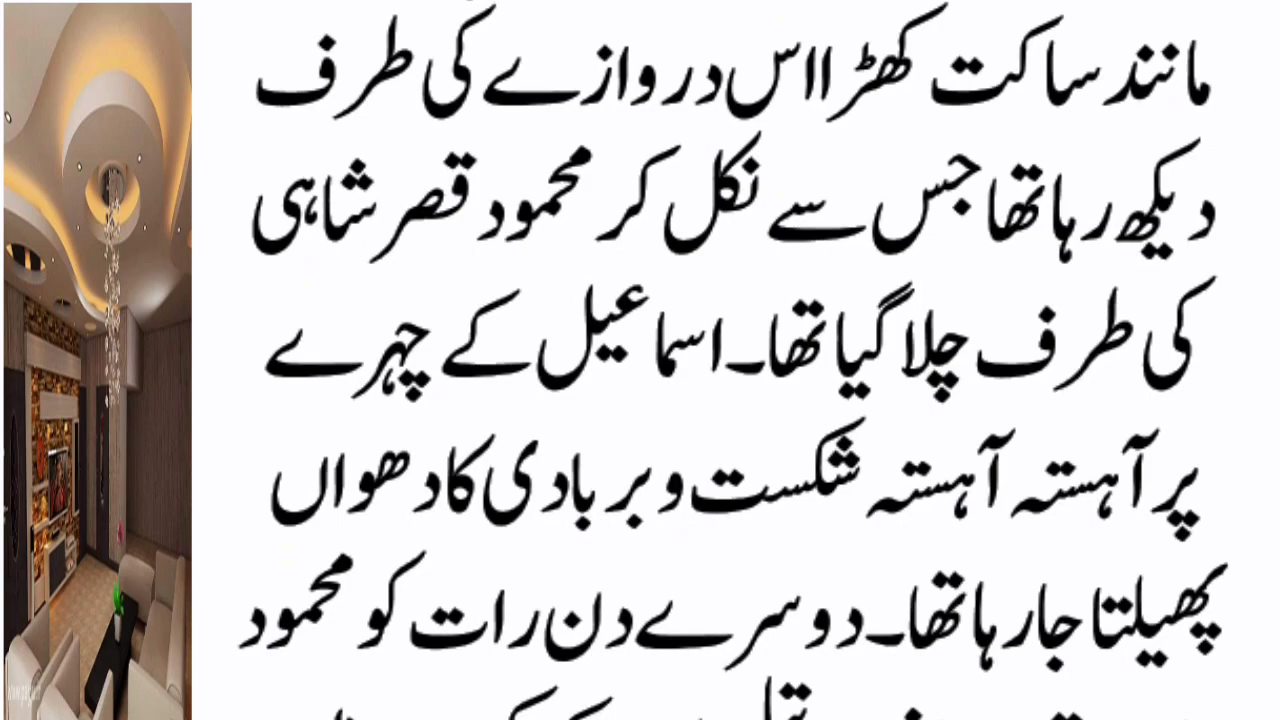 مانند ساکت کھڑا اس دروازے کی طرف
دیکھ رہا تھا جس سے نکل کر محمود قصر شاہی
کی طرف چلا گیا تھا۔ اسماعیل کے چہرے
پر آہستہ آہستہ شکست و بربادی کا دھواں
پھیلتا جا رہا تھا۔ دوسرے دن رات کو محمود